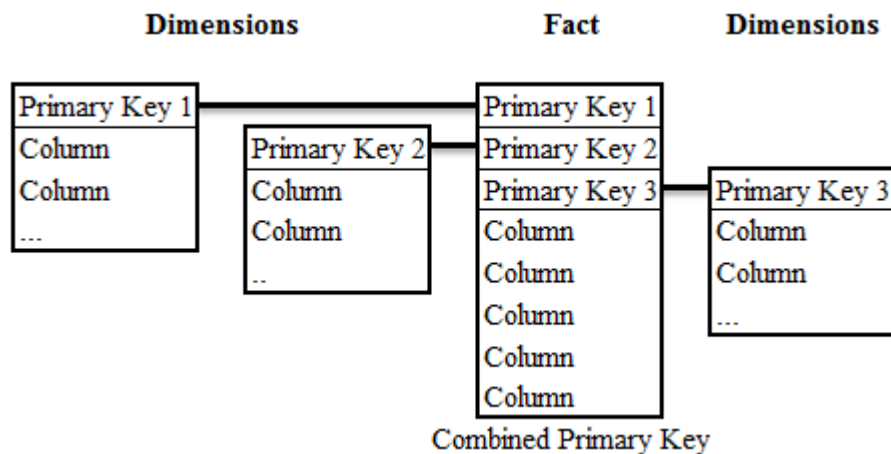 Dimensions
Fact
Dimensions
Primary Key 1
Column
Column
...
Primary Key 2
Column
Column
..
Primary Key 1
Primary Key 2
Primary Key 3
Column
Column
Column
Column
Column
Combined Primary Key
Primary Key 3
Column
Column
...